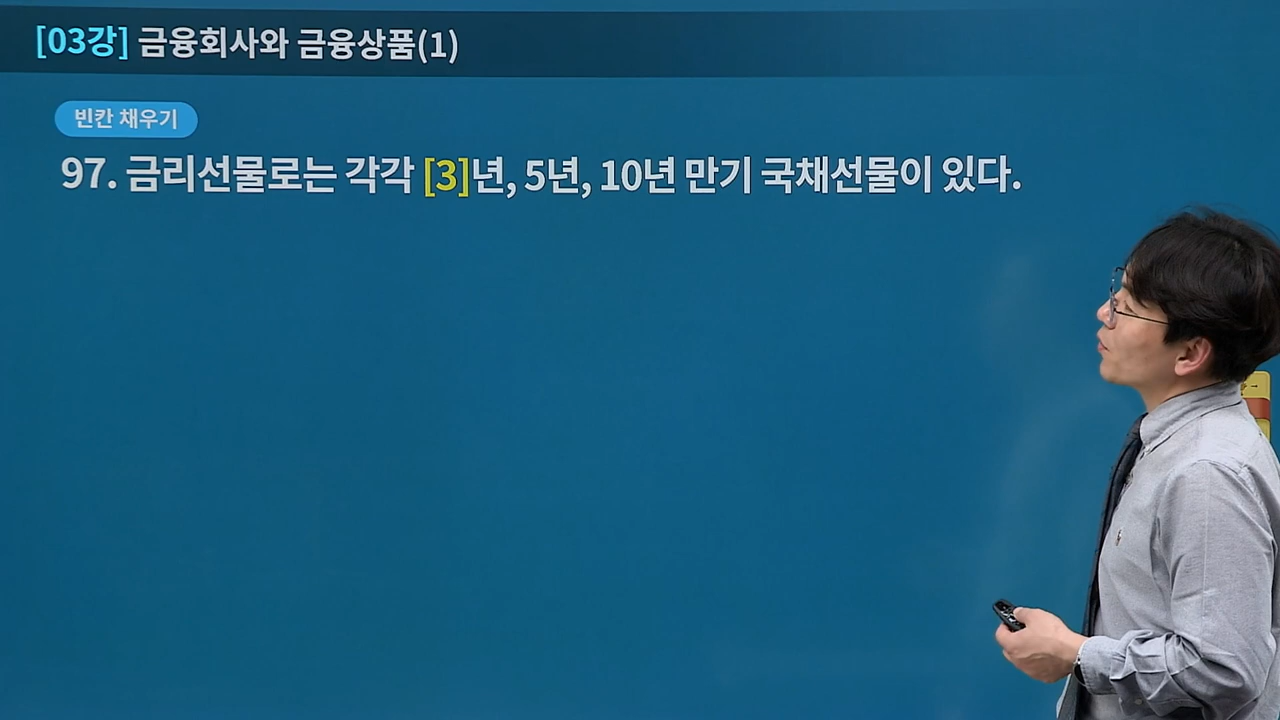 [03강] 금융회사와 금융상품(1)
빈칸 채우기
97. 금리선물로는 각각 [3]년, 5년, 10년 만기 국채선물이 있다.